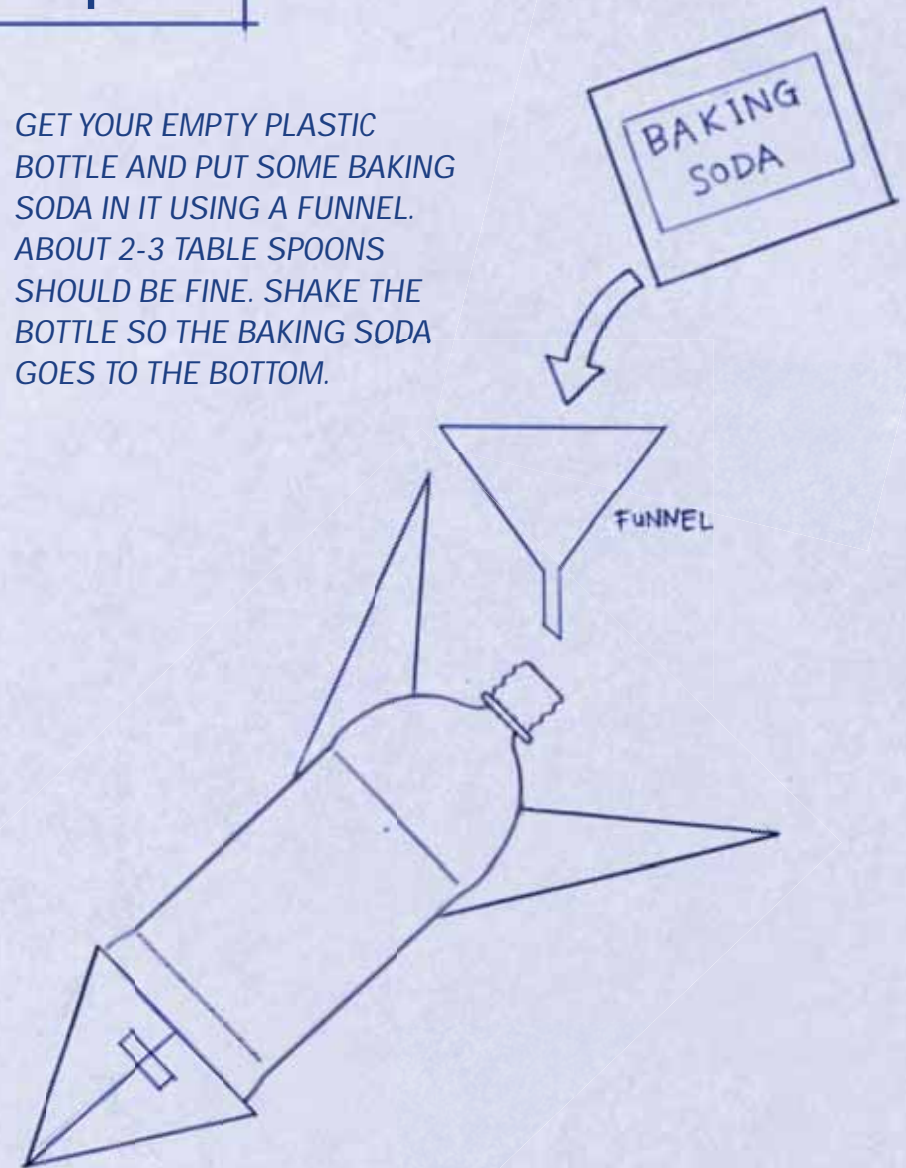 GET YOUR EMPTY PLASTIC
BOTTLE AND PUT SOME BAKING
SODA IN IT USING A FUNNEL.
ABOUT 2-3 TABLE SPOONS
SHOULD BE FINE. SHAKE THE
BOTTLE SO THE BAKING SODA
GOES TO THE BOTTOM.
BAKING
SODA
FUNNEL